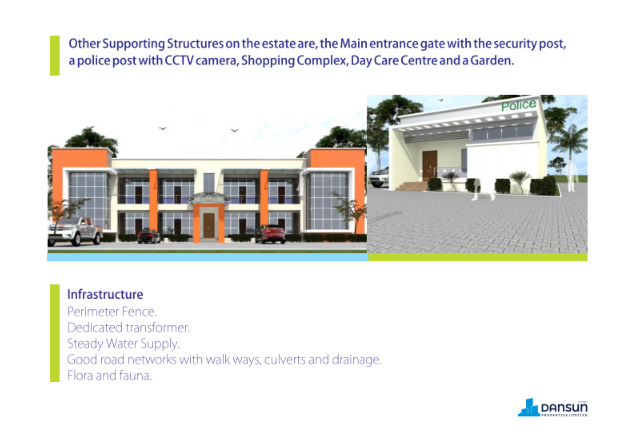 Other Supporting Structures on the estate are, the Main entrance gate with the security post,
a police post with CCTV camera, Shopping Complex, Day Care Centre and a Garden.
Police
Infrastructure
Perimeter Fence.
Dedicated transformer.
Steady Water Supply.
Good road networks with walk ways, culverts and drainage.
Flora and fauna.
DANSUN
PROPERTIES LIMITED